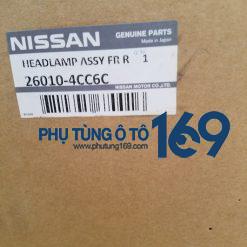 NISSAN
GENUINE PARTS
Made in Japan
HEADLAMP ASSY FR R 1
26010-4CC6C
NISSAN MOTOR CO.,LTD.
PHỤ TÙNG Ô TÔ 169
www.phutung169.com